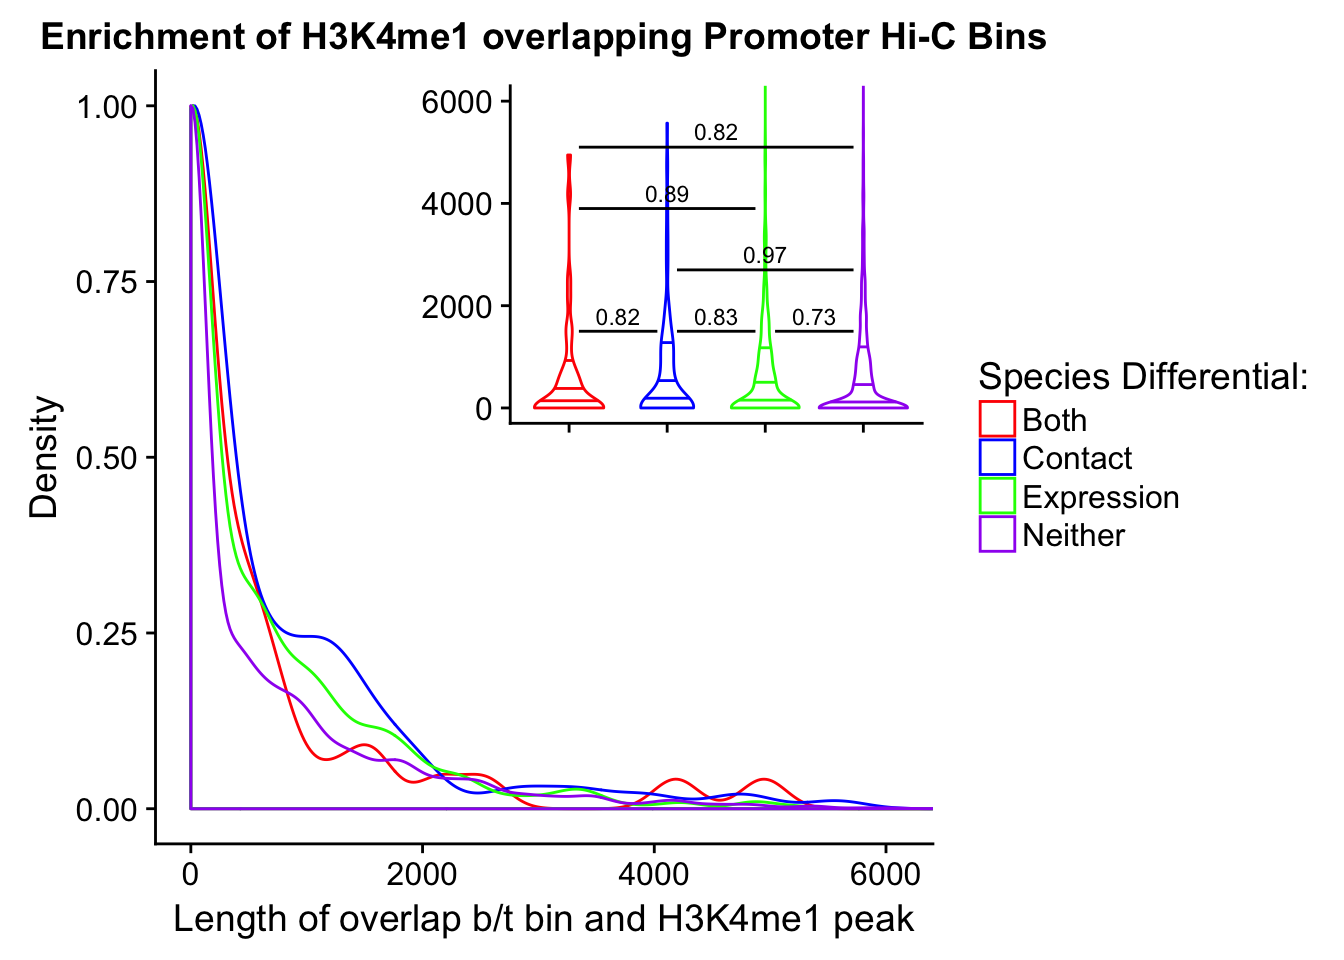 Enrichment of H3K4me1 overlapping Promoter Hi-C Bins
1.00
0.75
0.50
0.25
0.00
Density
6000
4000
2000
0
0.82
0.89
0.97
0.82
0.83
0.73
Species Differential:
Both
Contact
Expression
Neither
0
2000
4000
6000
Length of overlap b/t bin and H3K4me1 peak